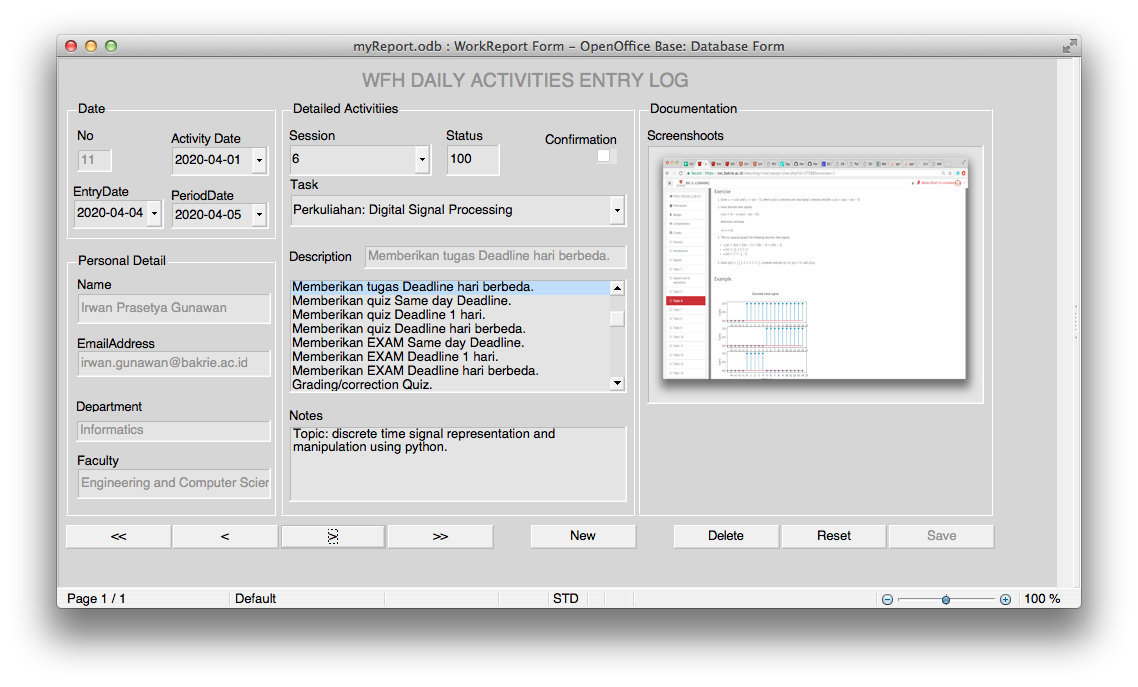 myReport.odb : WorkReport Form – OpenOffice Base: Database Form
WFH DAILY ACTIVITIES ENTRY LOG
Date
No
11
Activity Date
2020-04-01
EntryDate
2020-04-04
PeriodDate
2020-04-05
Personal Detail
Name
Irwan Prasetya Gunawan
EmailAddress
irwan.gunawan@bakrie.ac.id
Department
Informatics
Faculty
Engineering and Computer Scien
Detailed Activitiies
Session
6
Status
100
Confirmation
Task
Perkuliahan: Digital Signal Processing
Description
Memberikan tugas Deadline hari berbeda.
Memberikan tugas Deadline hari berbeda.
Memberikan quiz Same day Deadline.
Memberikan quiz Deadline 1 hari.
Memberikan quiz Deadline hari berbeda.
Memberikan EXAM Same day Deadline.
Memberikan EXAM Deadline 1 hari.
Memberikan EXAM Deadline hari berbeda.
Grading/correction Quiz.
Notes
Topic: discrete time signal representation and
manipulation using python.
Documentation
Screenshoots
Exercise
Example
<<
<
>
>>
New
Delete
Reset
Save
Page 1 / 1
Default
STD
100 %